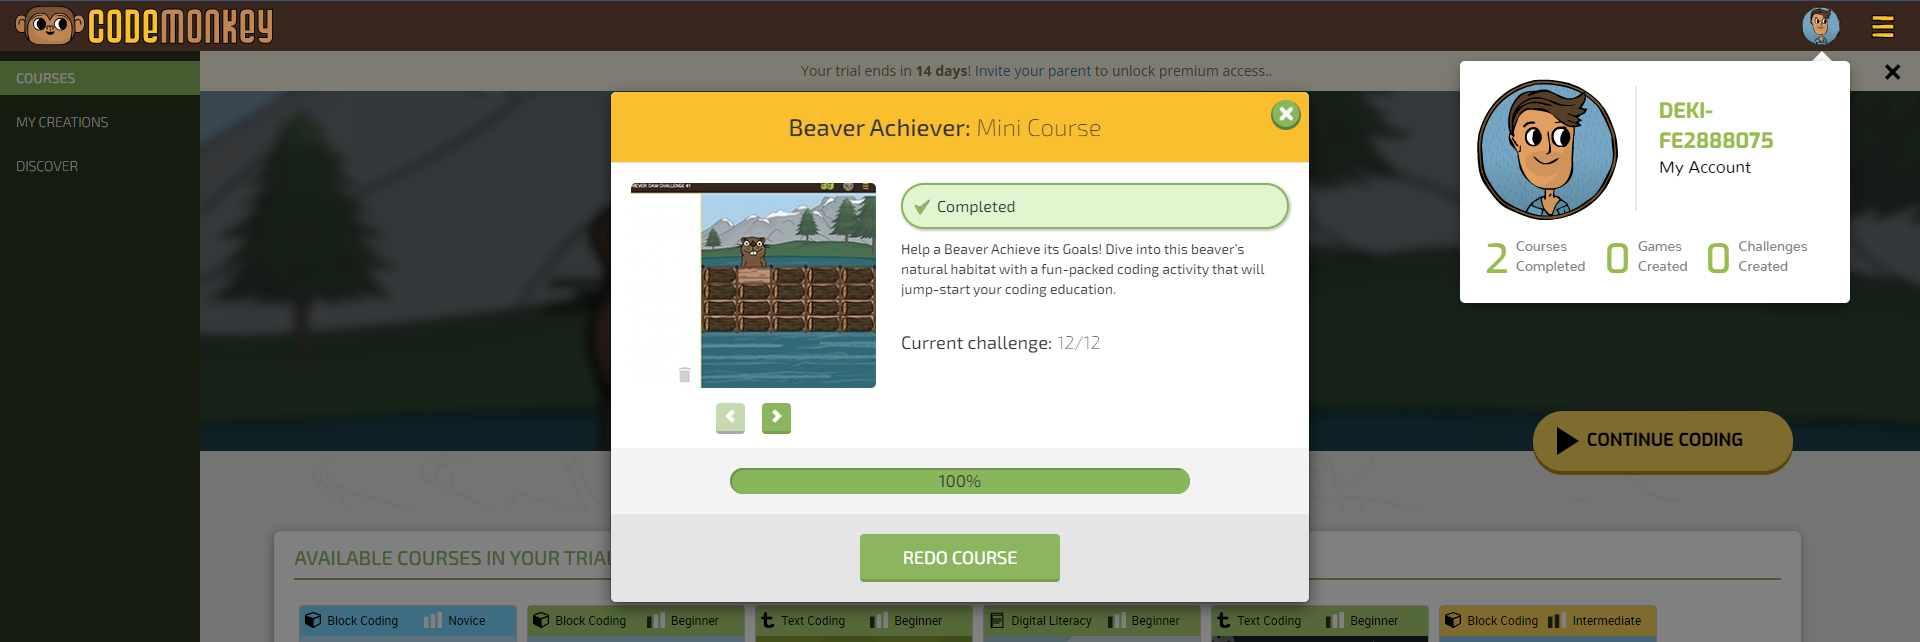 CODEMONKEY
COURSES
MY CREATIONS
DISCOVER
Your trial ends in 14 days! Invite your parent to unlock premium access..
DEKI-
FE2888075
My Account
2 Courses Completed
0 Games Created
0 Challenges Created
Beaver Achiever: Mini Course
Completed
Help a Beaver Achieve its Goals! Dive into this beaver's
natural habitat with a fun-packed coding activity that will
jump-start your coding education.
Current challenge: 12/12
100%
REDO COURSE
CONTINUE CODING
AVAILABLE COURSES IN YOUR TRIAL
Block Coding Novice
Block Coding Beginner
Text Coding Beginner
Digital Literacy Beginner
Text Coding Beginner
Block Coding Intermediate